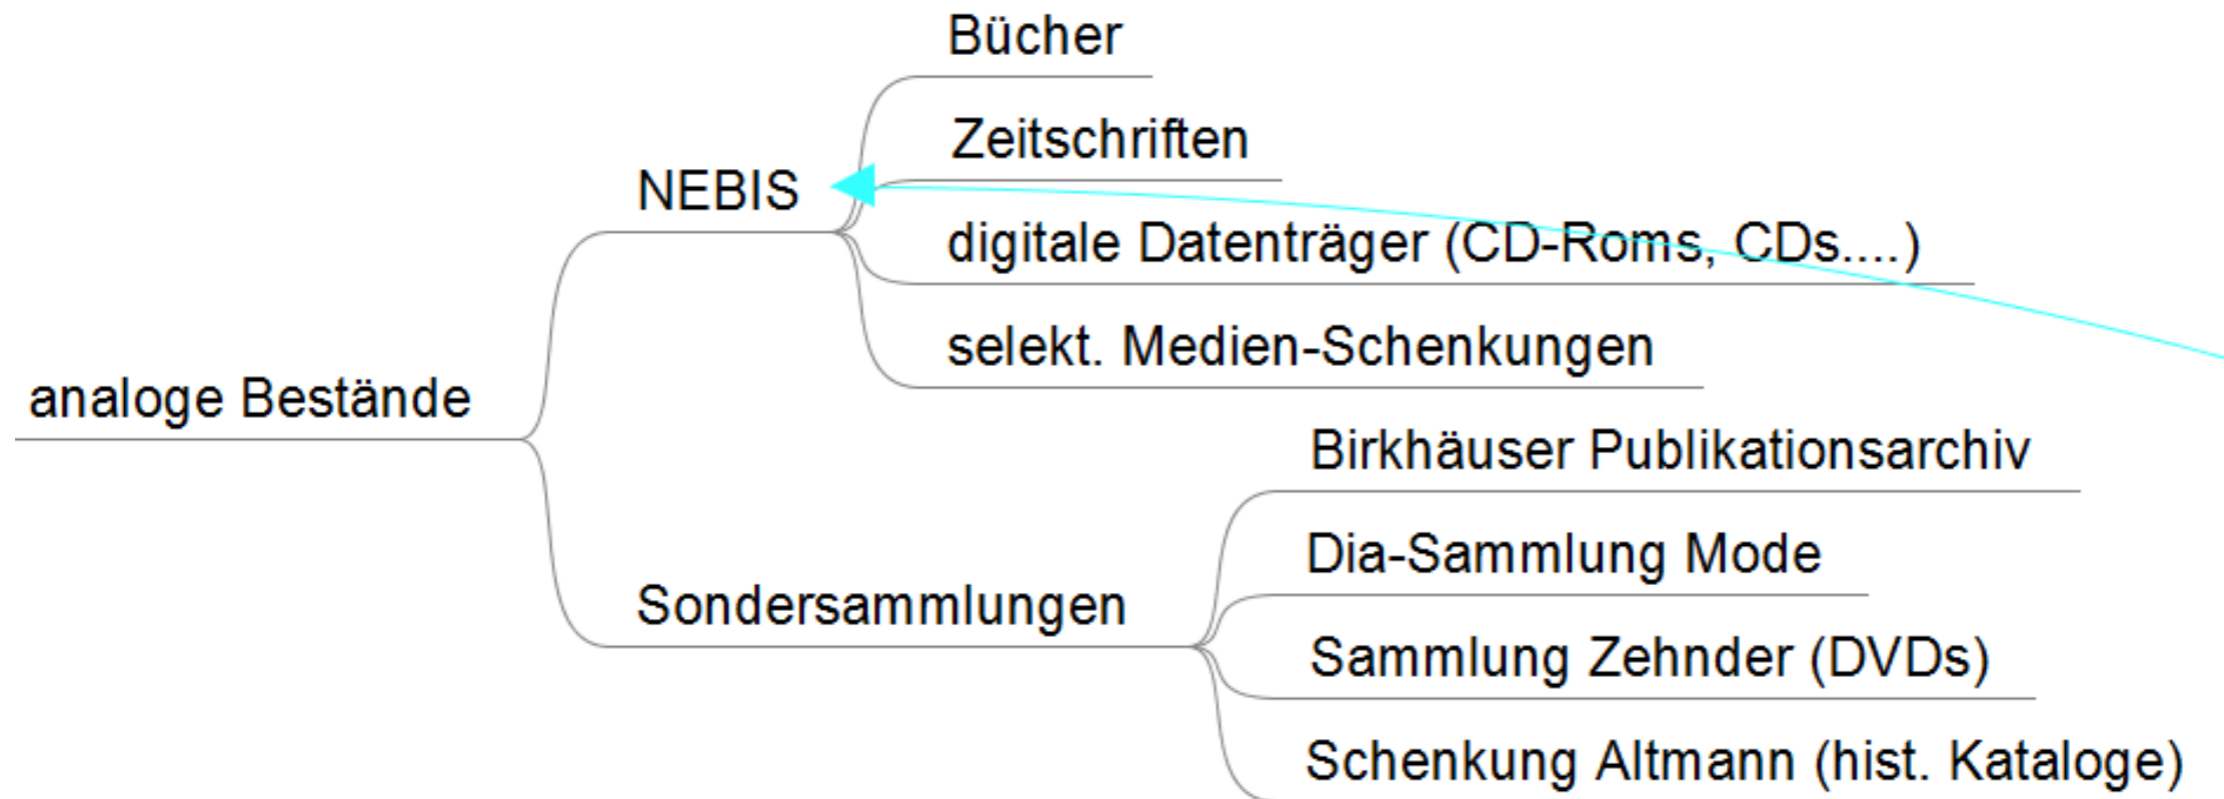 Bücher
Zeitschriften
NEBIS
digitale Datenträger (CD-Roms, CDs....)
selekt. Medien-Schenkungen
analoge Bestände
Birkhäuser Publikationsarchiv
Dia-Sammlung Mode
Sondersammlungen
Sammlung Zehnder (DVDs)
Schenkung Altmann (hist. Kataloge)